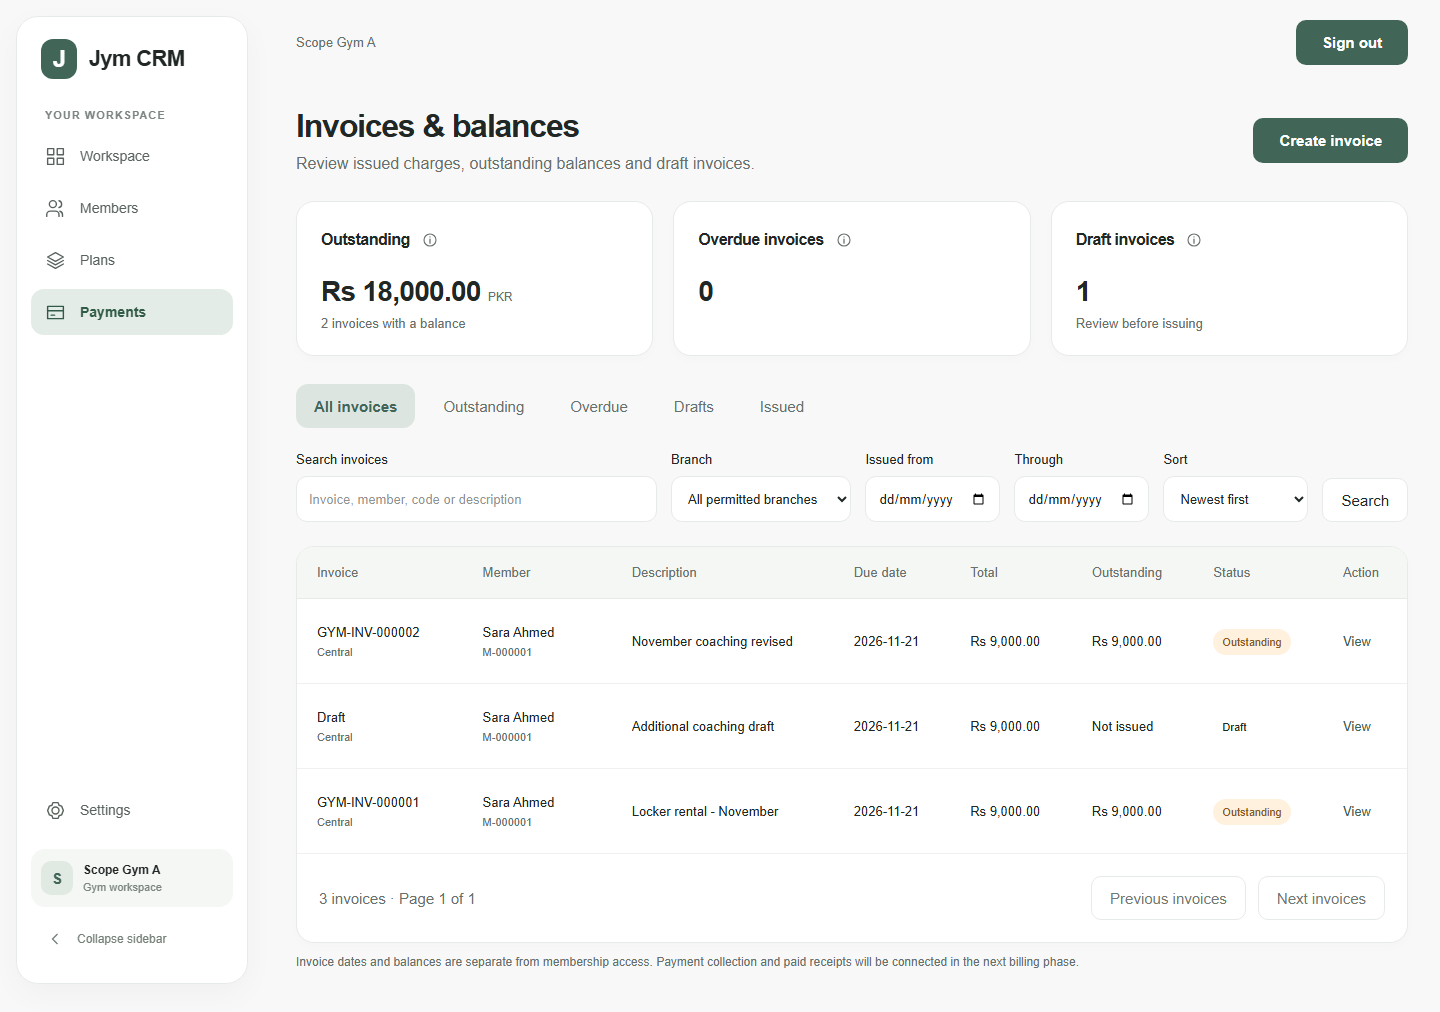 J Jym CRM
YOUR WORKSPACE
Workspace
Members
Plans
Payments
Settings
S
Scope Gym A
Gym workspace
Collapse sidebar
Scope Gym A
Sign out
Invoices & balances
Review issued charges, outstanding balances and draft invoices.
Create invoice
Outstanding
Rs 18,000.00 PKR
2 invoices with a balance
Overdue invoices
0
Draft invoices
1
Review before issuing
All invoices Outstanding Overdue Drafts Issued
Search invoices Branch Issued from Through Sort
Invoice, member, code or description All permitted branches dd/mm/yyyy dd/mm/yyyy Newest first Search
Invoice Member Description Due date Total Outstanding Status Action
GYM-INV-000002 Sara Ahmed November coaching revised 2026-11-21 Rs 9,000.00 Rs 9,000.00 Outstanding View
Central M-000001
Draft Sara Ahmed Additional coaching draft 2026-11-21 Rs 9,000.00 Not issued Draft View
Central M-000001
GYM-INV-000001 Sara Ahmed Locker rental - November 2026-11-21 Rs 9,000.00 Rs 9,000.00 Outstanding View
Central M-000001
3 invoices · Page 1 of 1 Previous invoices Next invoices
Invoice dates and balances are separate from membership access. Payment collection and paid receipts will be connected in the next billing phase.